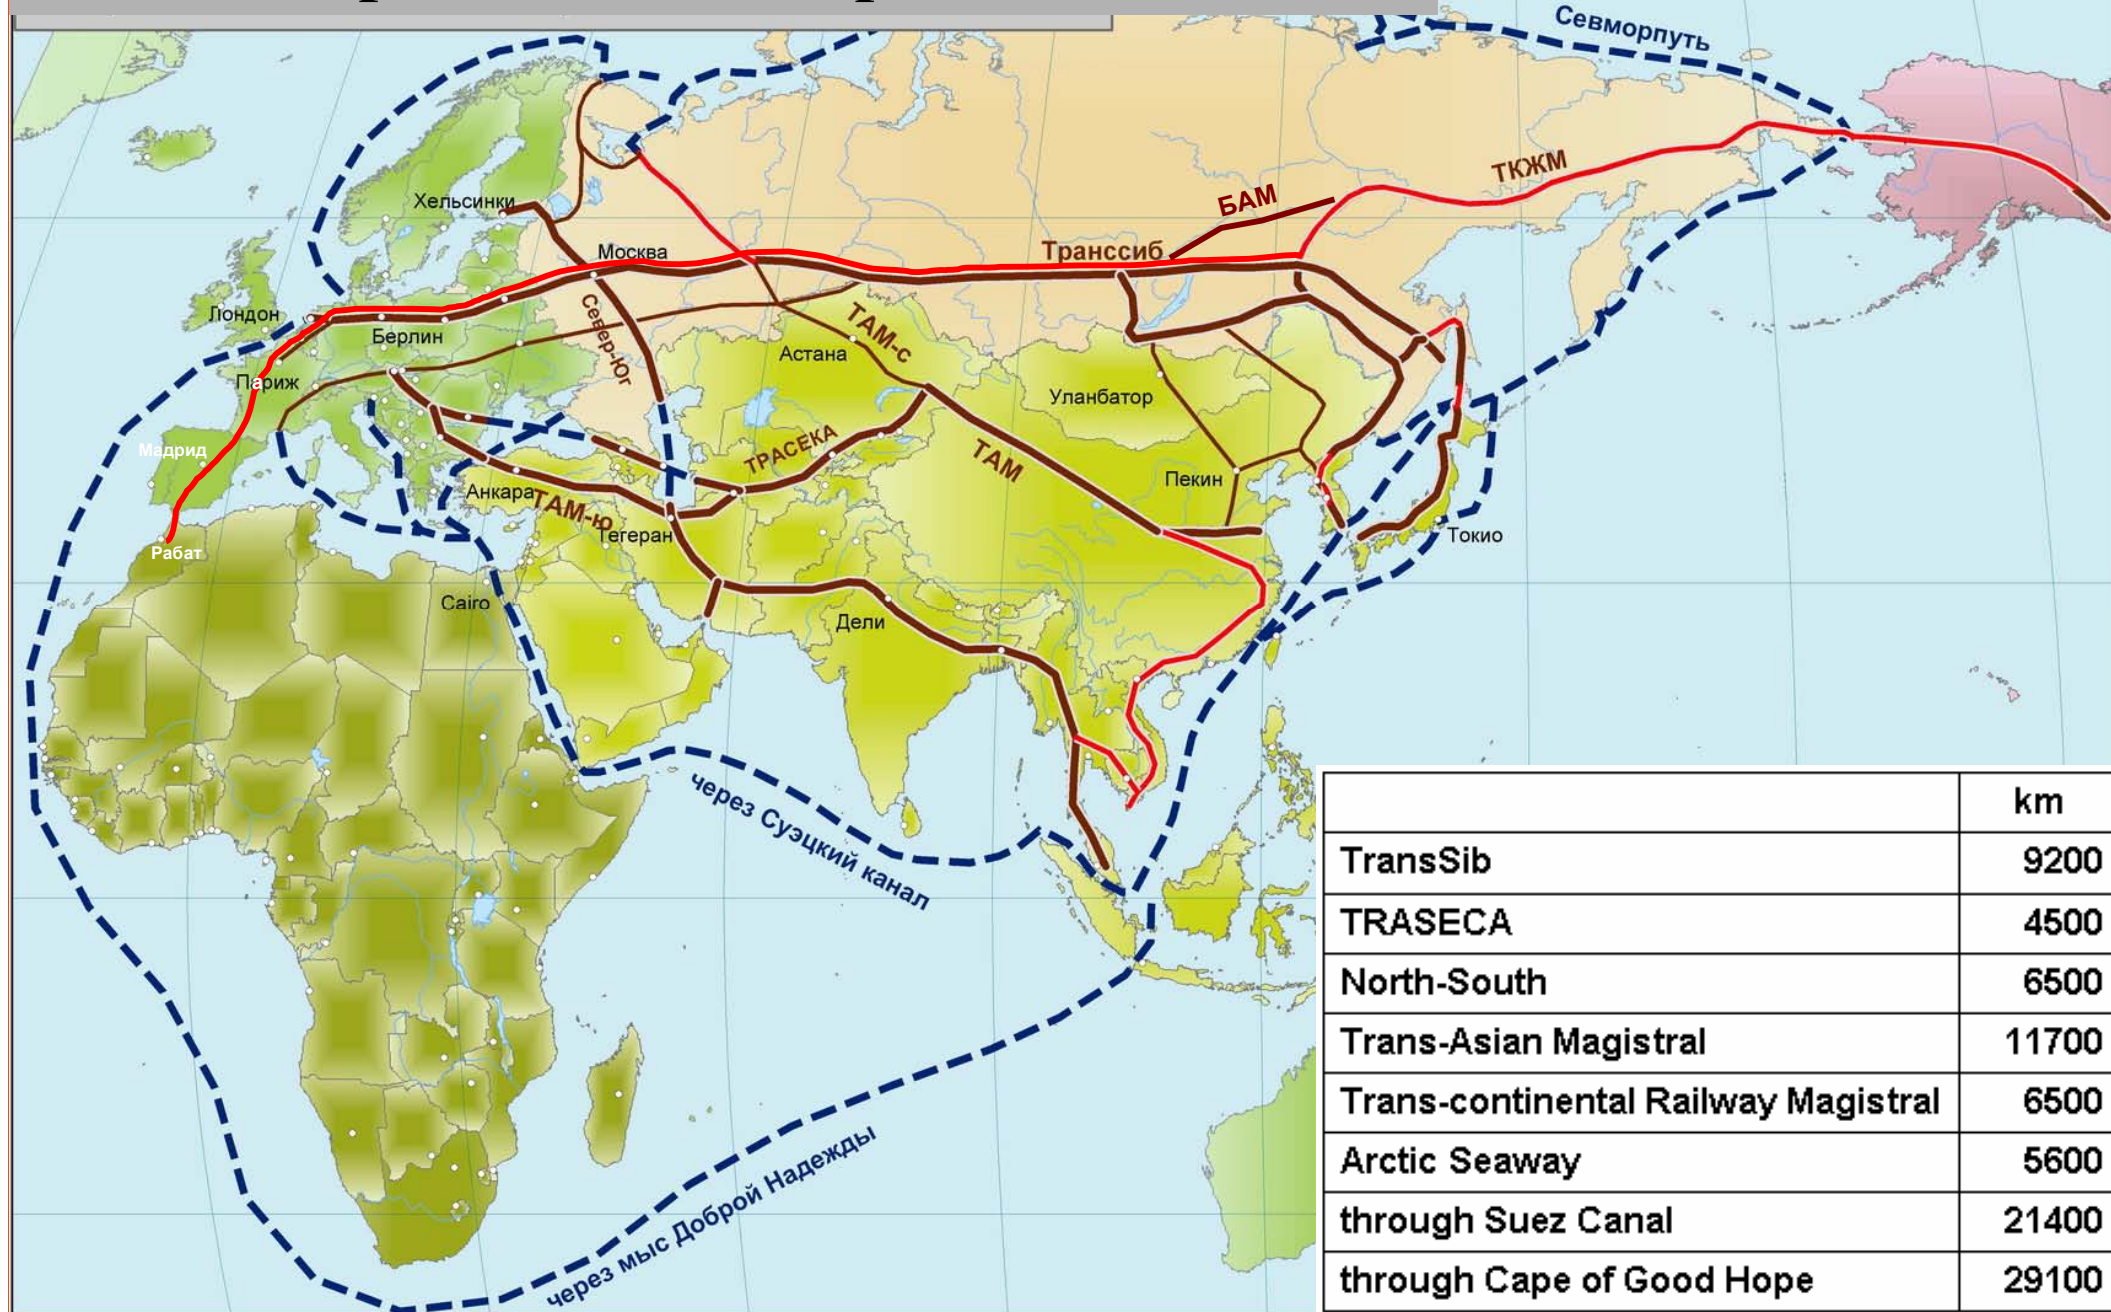 Севморпуть
ТКЖМ
БАМ
Хельсинки
Москва
Транссиб
Лондон
Берлин
Север-Юг
ТАМ-с
Астана
Париж
Уланбатор
Мадрид
ТРАСЕКА
ТАМ
Пекин
Анкара
ТАМ-ю
Тегеран
Токио
Рабат
Cairo
Дели
через Суэцкий канал
через мыс Доброй Надежды
km
TransSib 9200
TRASECA 4500
North-South 6500
Trans-Asian Magistral 11700
Trans-continental Railway Magistral 6500
Arctic Seaway 5600
through Suez Canal 21400
through Cape of Good Hope 29100